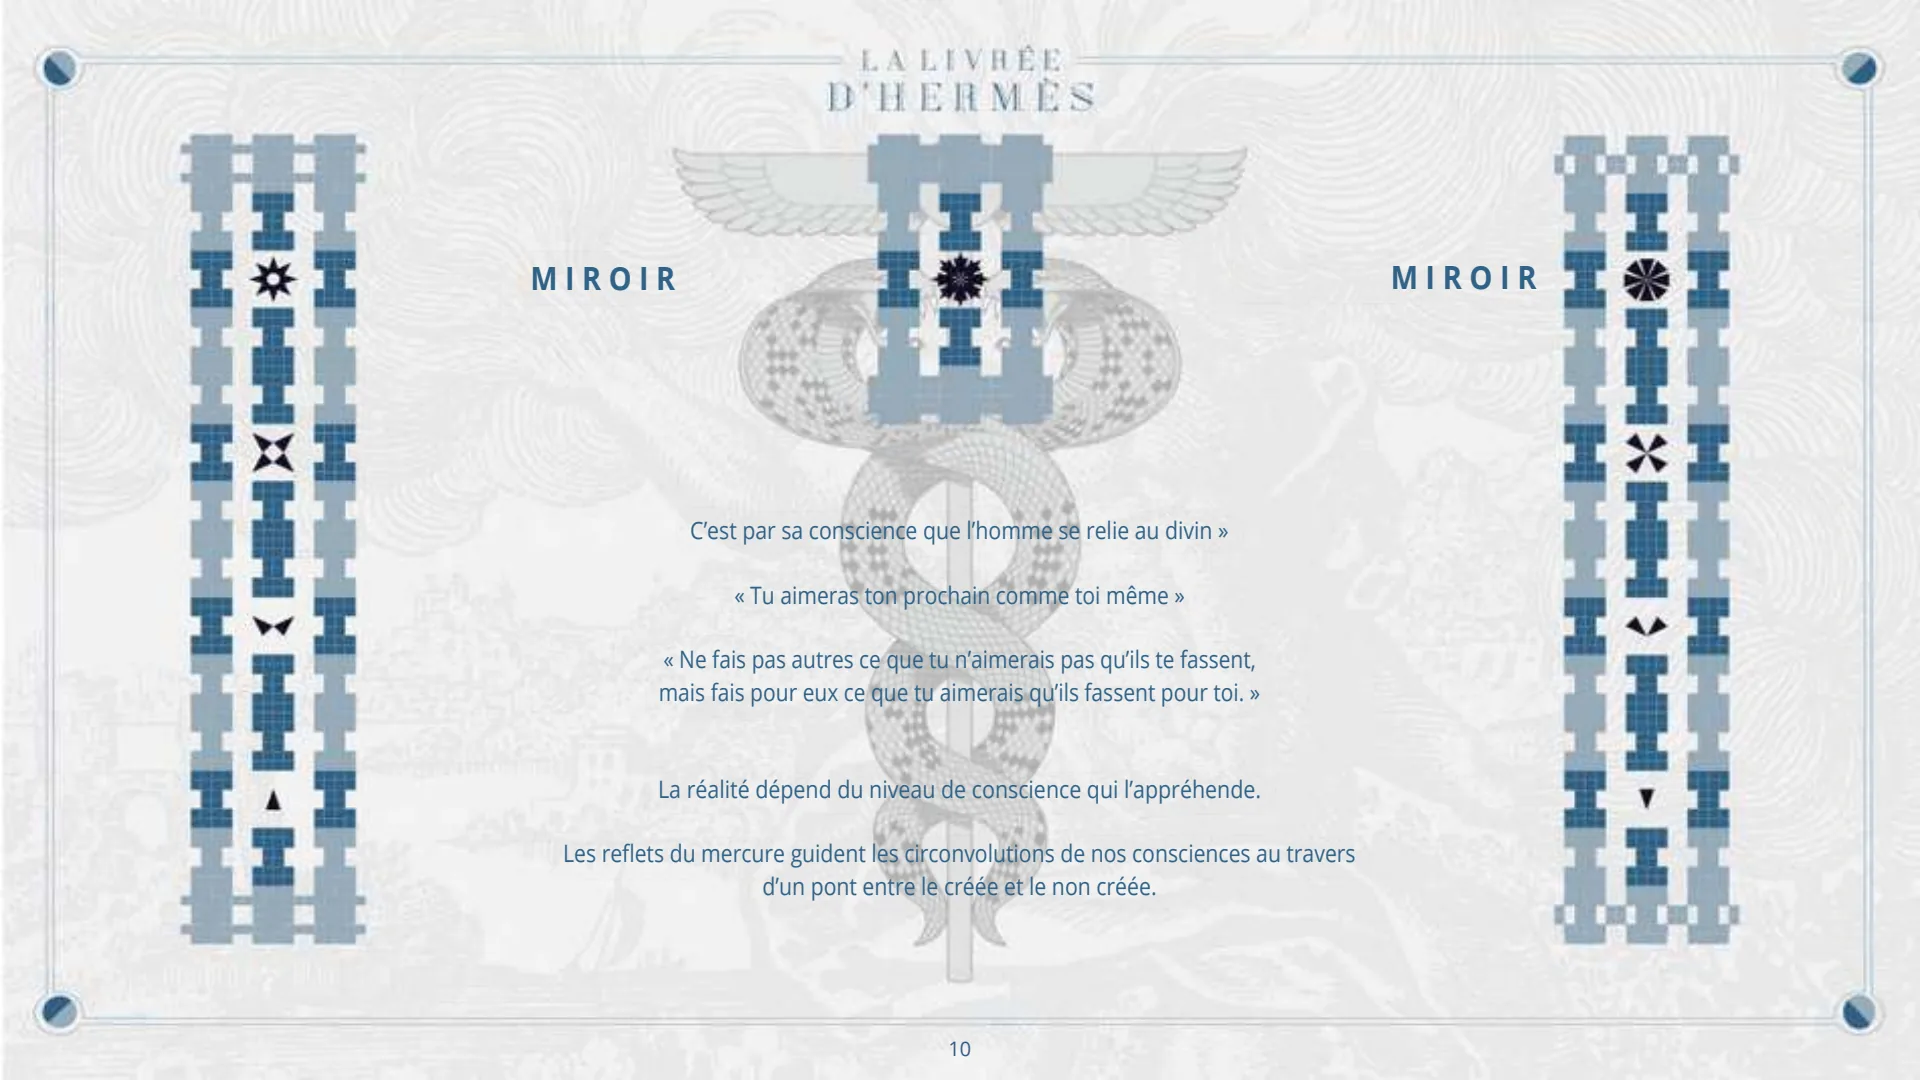 LA LIVRÉE
D'HERMÈS
MIROIR
MIROIR
C’est par sa conscience que l’homme se relie au divin »
« Tu aimeras ton prochain comme toi même »
« Ne fais pas autres ce que tu n’aimerais pas qu’ils te fassent,
mais fais pour eux ce que tu aimerais qu’ils fassent pour toi. »
La réalité dépend du niveau de conscience qui l’appréhende.
Les reflets du mercure guident les circonvolutions de nos consciences au travers
d’un pont entre le créée et le non créée.
10